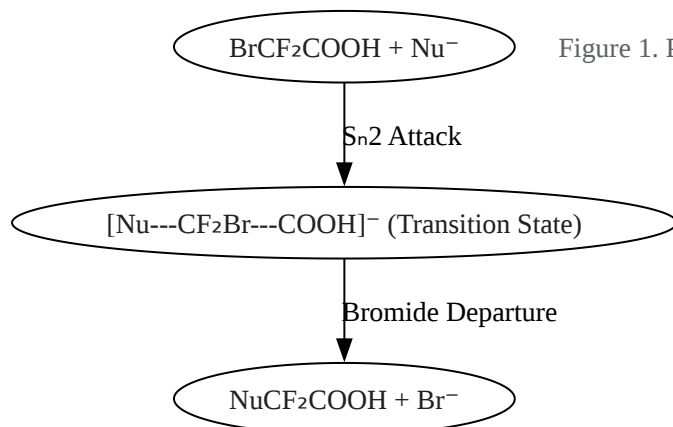 BrCF₂COOH + Nu⁻
Figure 1.
Sₙ2 Attack
[Nu---CF₂Br---COOH]⁻ (Transition State)
Bromide Departure
NuCF₂COOH + Br⁻